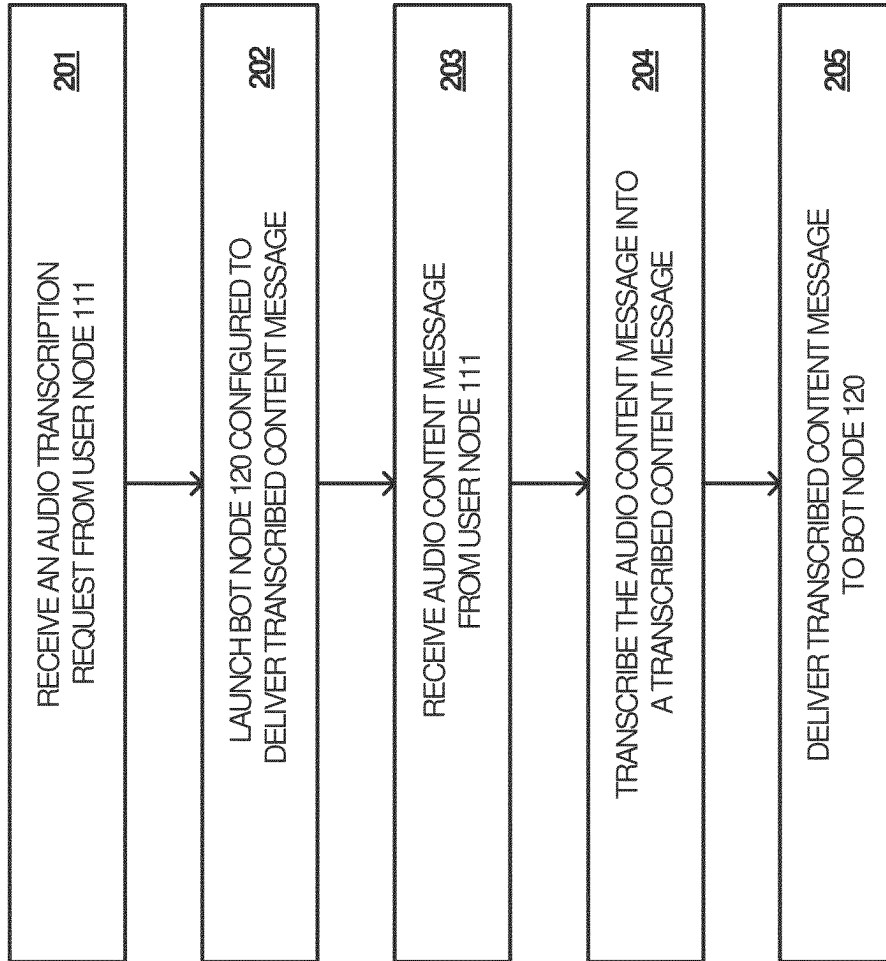 RECEIVE AN AUDIO TRANSCRIPTION
REQUEST FROM USER NODE 111
201
LAUNCH BOT NODE 120 CONFIGURED TO
DELIVER TRANSCRIBED CONTENT MESSAGE
202
RECEIVE AUDIO CONTENT MESSAGE
FROM USER NODE 111
203
TRANSCRIBE THE AUDIO CONTENT MESSAGE INTO
A TRANSCRIBED CONTENT MESSAGE
204
DELIVER TRANSCRIBED CONTENT MESSAGE
TO BOT NODE 120
205